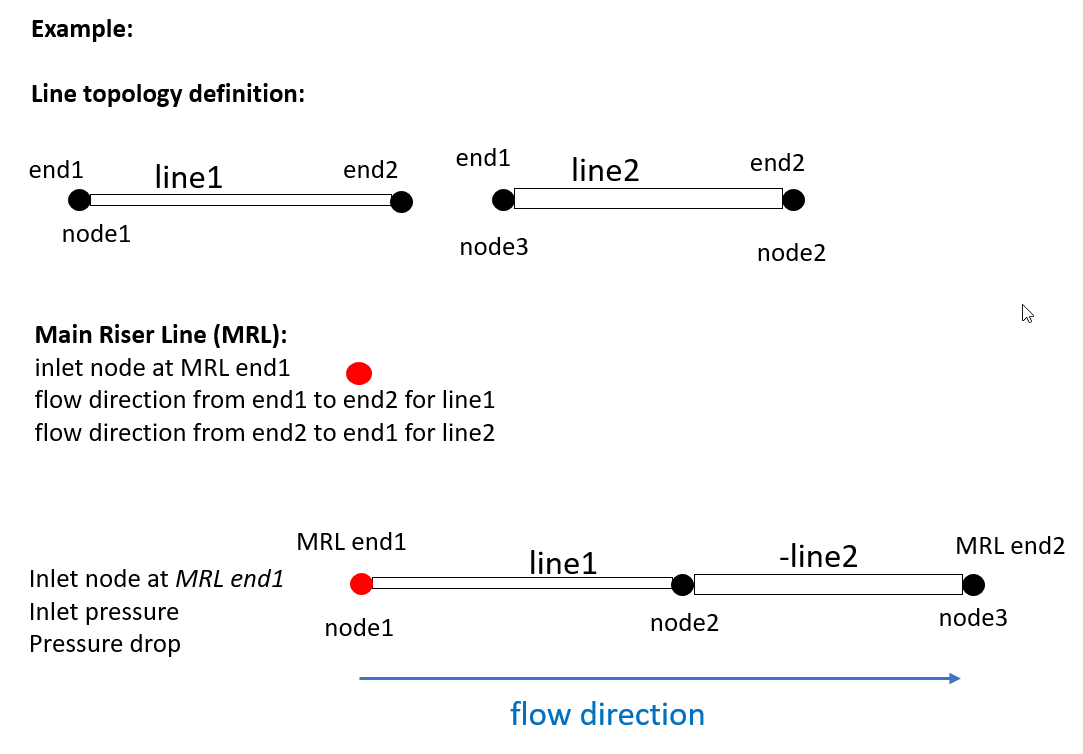 Example:
Line topology definition:
end1 line1 end2 end1 line2 end2
node1 node3 node2
Main Riser Line (MRL):
inlet node at MRL end1
flow direction from end1 to end2 for line1
flow direction from end2 to end1 for line2
MRL end1 line1 -line2 MRL end2
Inlet node at MRL end1
Inlet pressure
Pressure drop
node1 node2 node3
flow direction